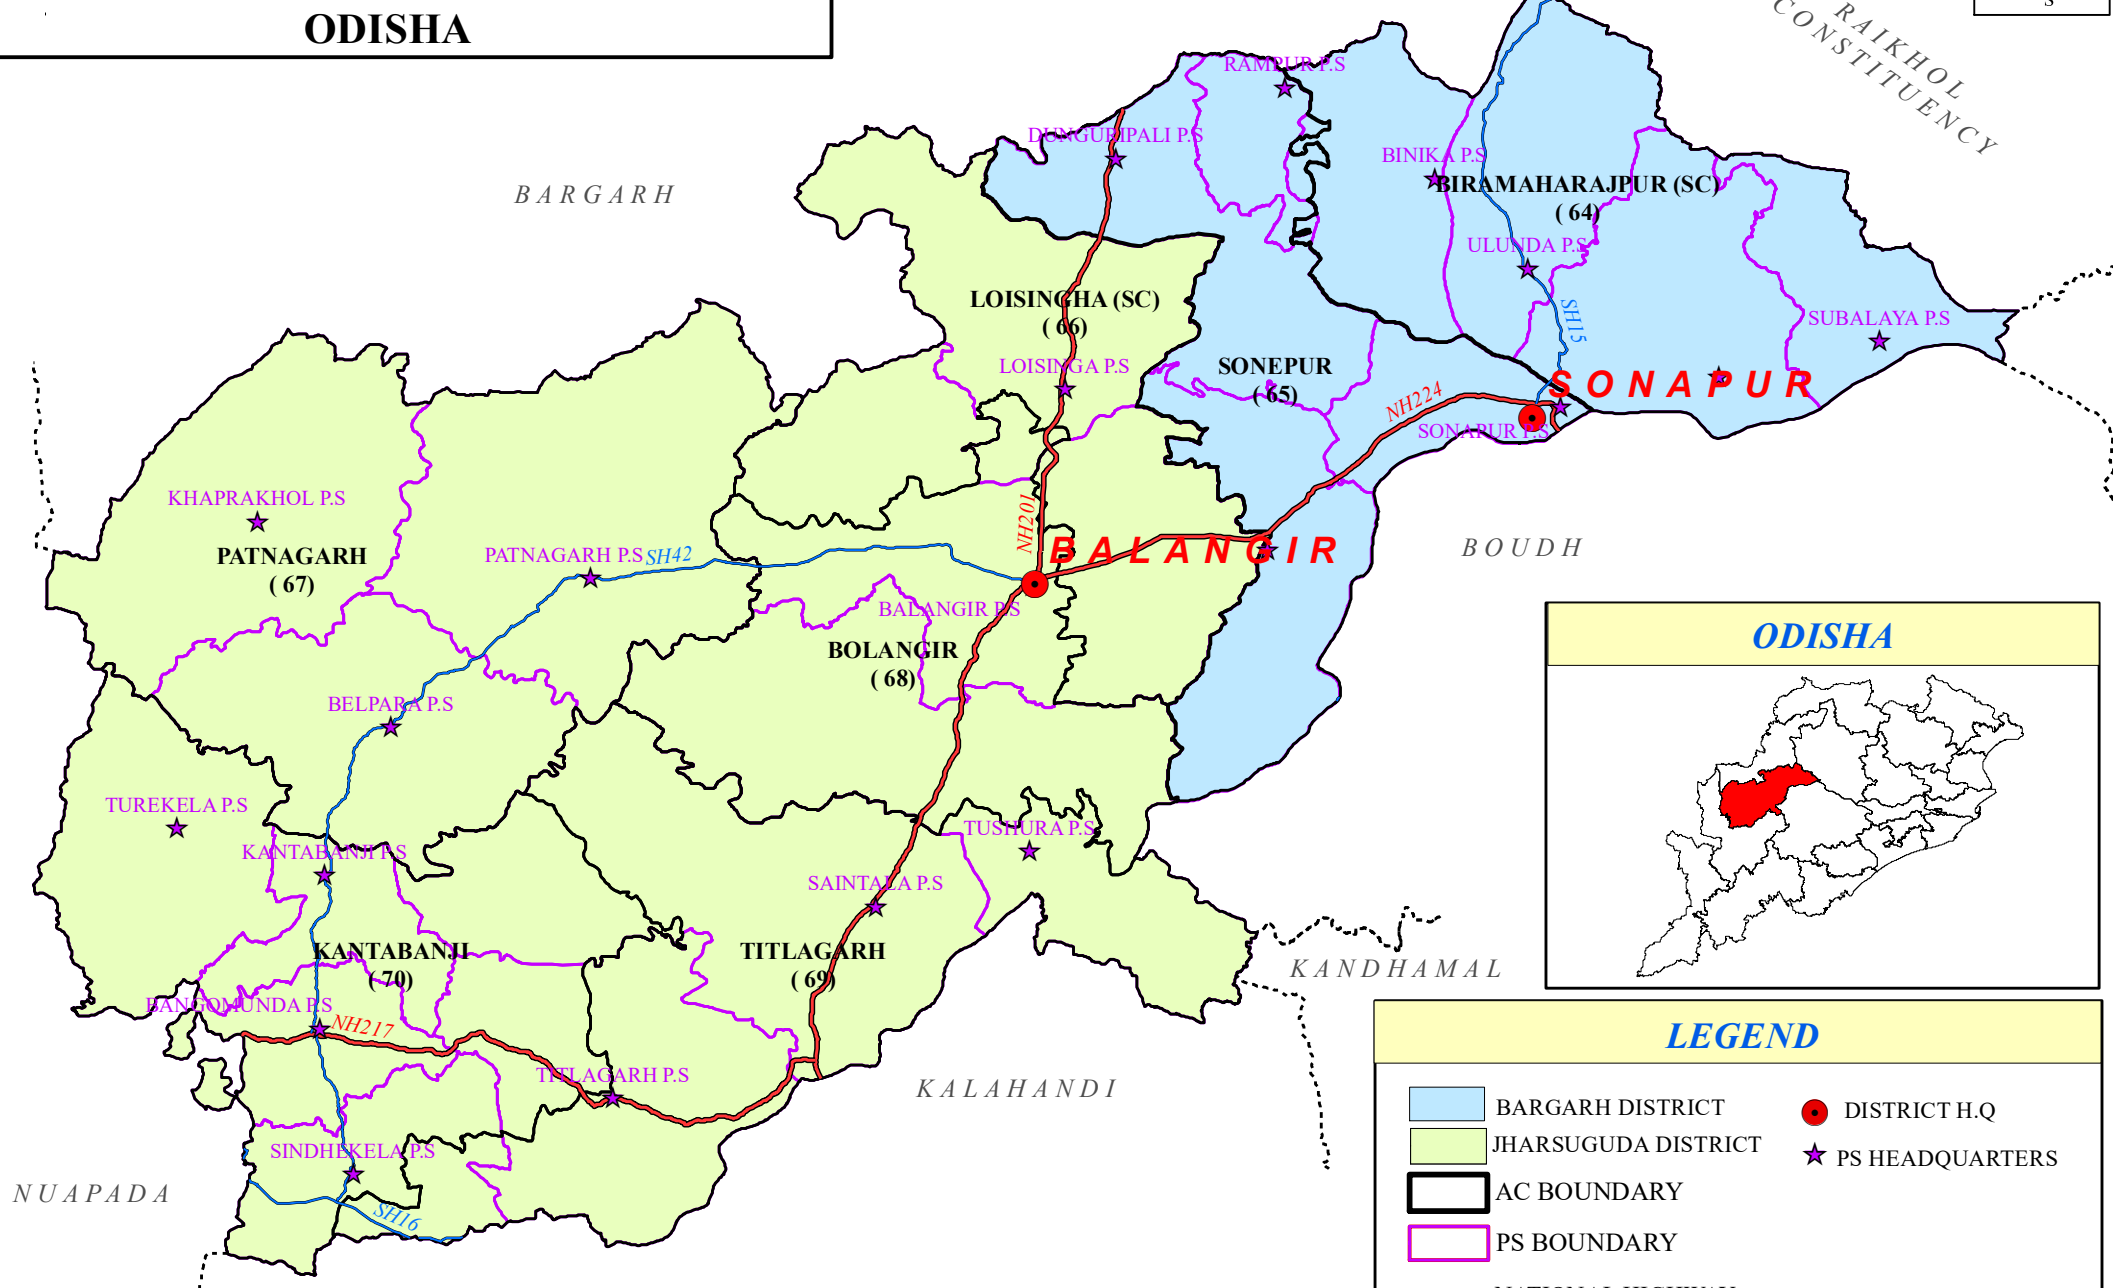 ODISHA
S
RAIKHOL
CONSTITUENCY
RAMPUR P.S
DUNGURIPALI P.S
BINIKA P.S
BIRAMAHARAJPUR (SC)
( 64)
BARGARH
ULUNDA P.S
LOISINGHA (SC)
( 66)
SH15
SUBALAYA P.S
LOISINGA P.S
SONEPUR
( 65)
SONAPUR
NH224
SONAPUR P.S
KHAPRAKHOL P.S
NH201
PATNAGARH
( 67)
PATNAGARH P.S
SH42
BALANGIR
BOUDH
BALANGIR P.S
BOLANGIR
( 68)
ODISHA
BELPARA P.S
TUREKELA P.S
KANTABANJI P.S
TUSHURA P.S
SAINTALA P.S
KANTABANJI
( 70)
TITLAGARH
( 69)
KANDHAMAL
BANGOMUNDA P.S
NH217
LEGEND
TITLAGARH P.S
KALAHANDI
BARGARH DISTRICT
DISTRICT H.Q
JHARSUGUDA DISTRICT
PS HEADQUARTERS
SINDHEKELA P.S
NUAPADA
SH16
AC BOUNDARY
PS BOUNDARY
NATIONAL HIGHWAY